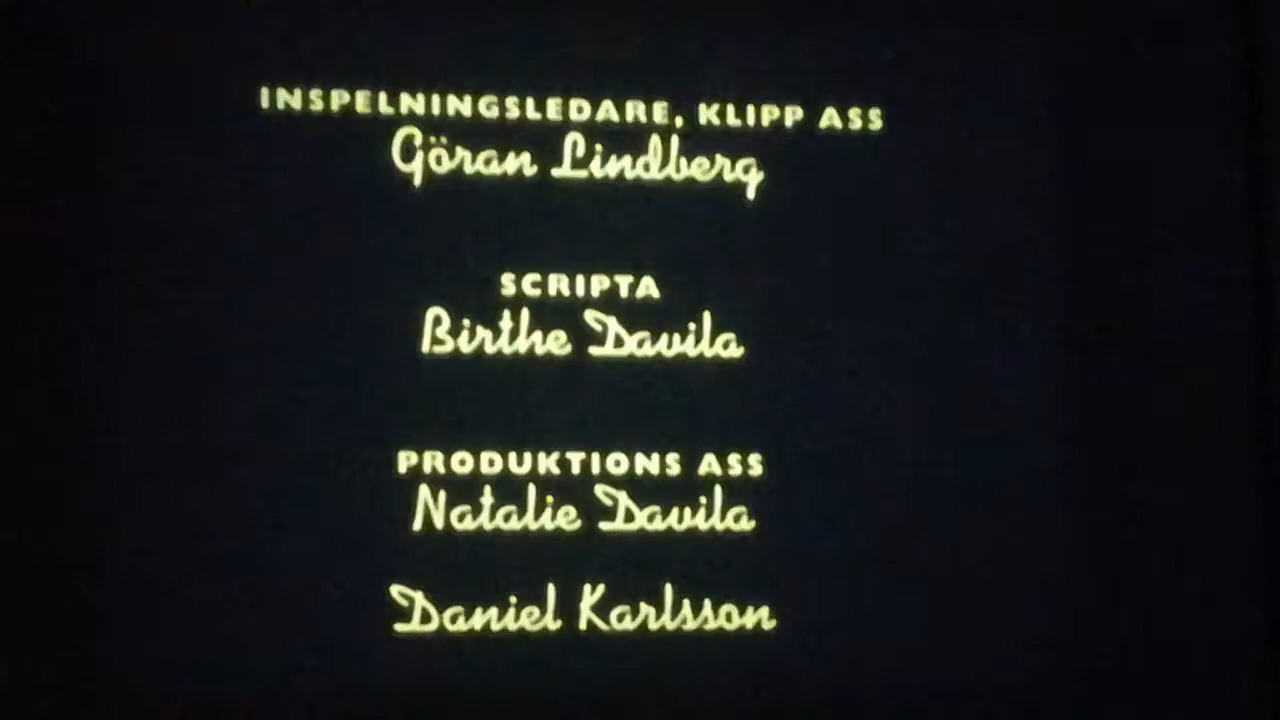 INSPELNINGSLEDARE, KLIPP ASS
Göran Lindberg
SCRIPTA
Birthe Davila
PRODUKTIONS ASS
Natalie Davila
Daniel Karlsson